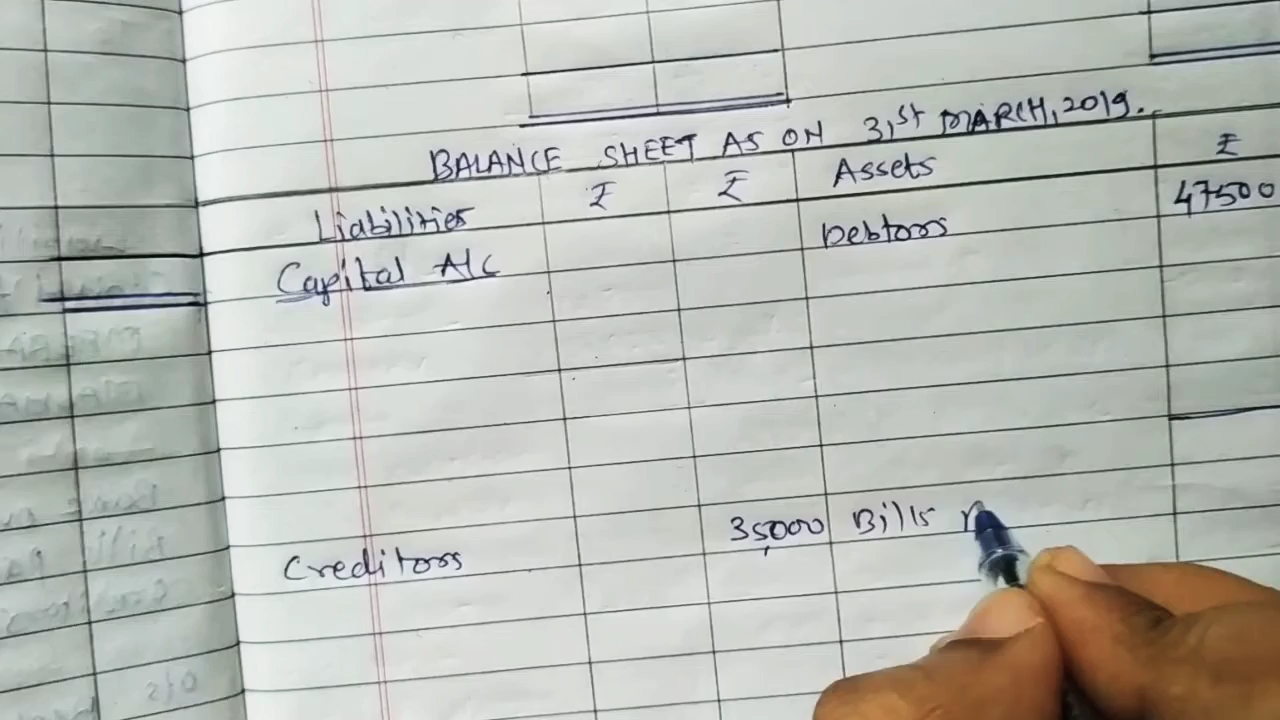 BALANCE SHEET AS ON 31st MARCH, 2019.
Liabilities ₹ ₹ Assets ₹
Capital A/c Debtors 47500
Creditors 35000 Bills